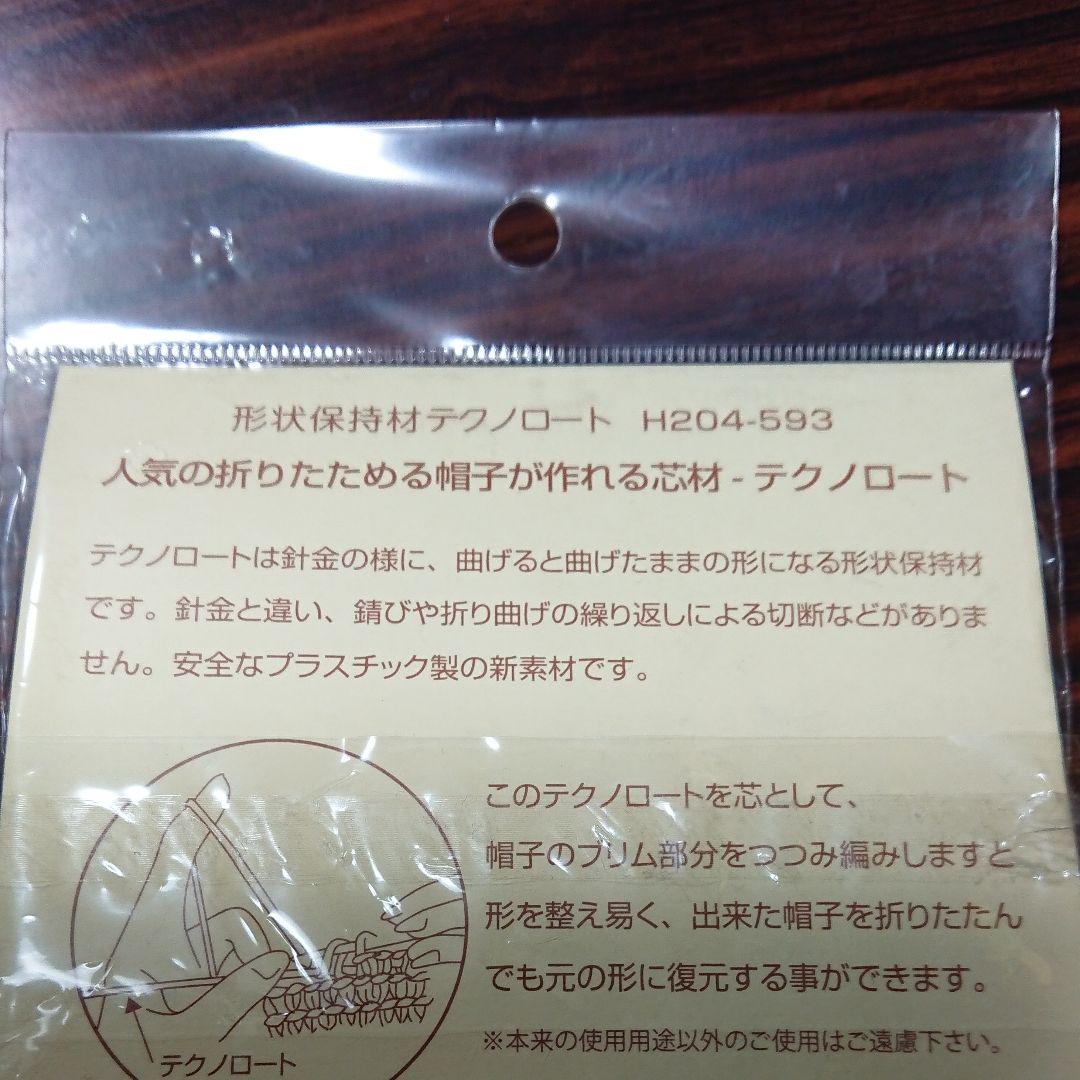 形状保持材テクノロート H204-593
人気の折りたためる帽子が作れる芯材-テクノロート
テクノロートは針金の様に、曲げると曲げたままの形になる形状保持材
です。針金と違い、錆びや折り曲げの繰り返しによる切断などがありま
せん。安全なプラスチック製の新素材です。
このテクノロートを芯として、
帽子のブリム部分をつつみ編みしますと
形を整え易く、出来た帽子を折りたたん
でも元の形に復元する事ができます。
※本来の使用用途以外のご使用はご遠慮下さい。
テクノロート